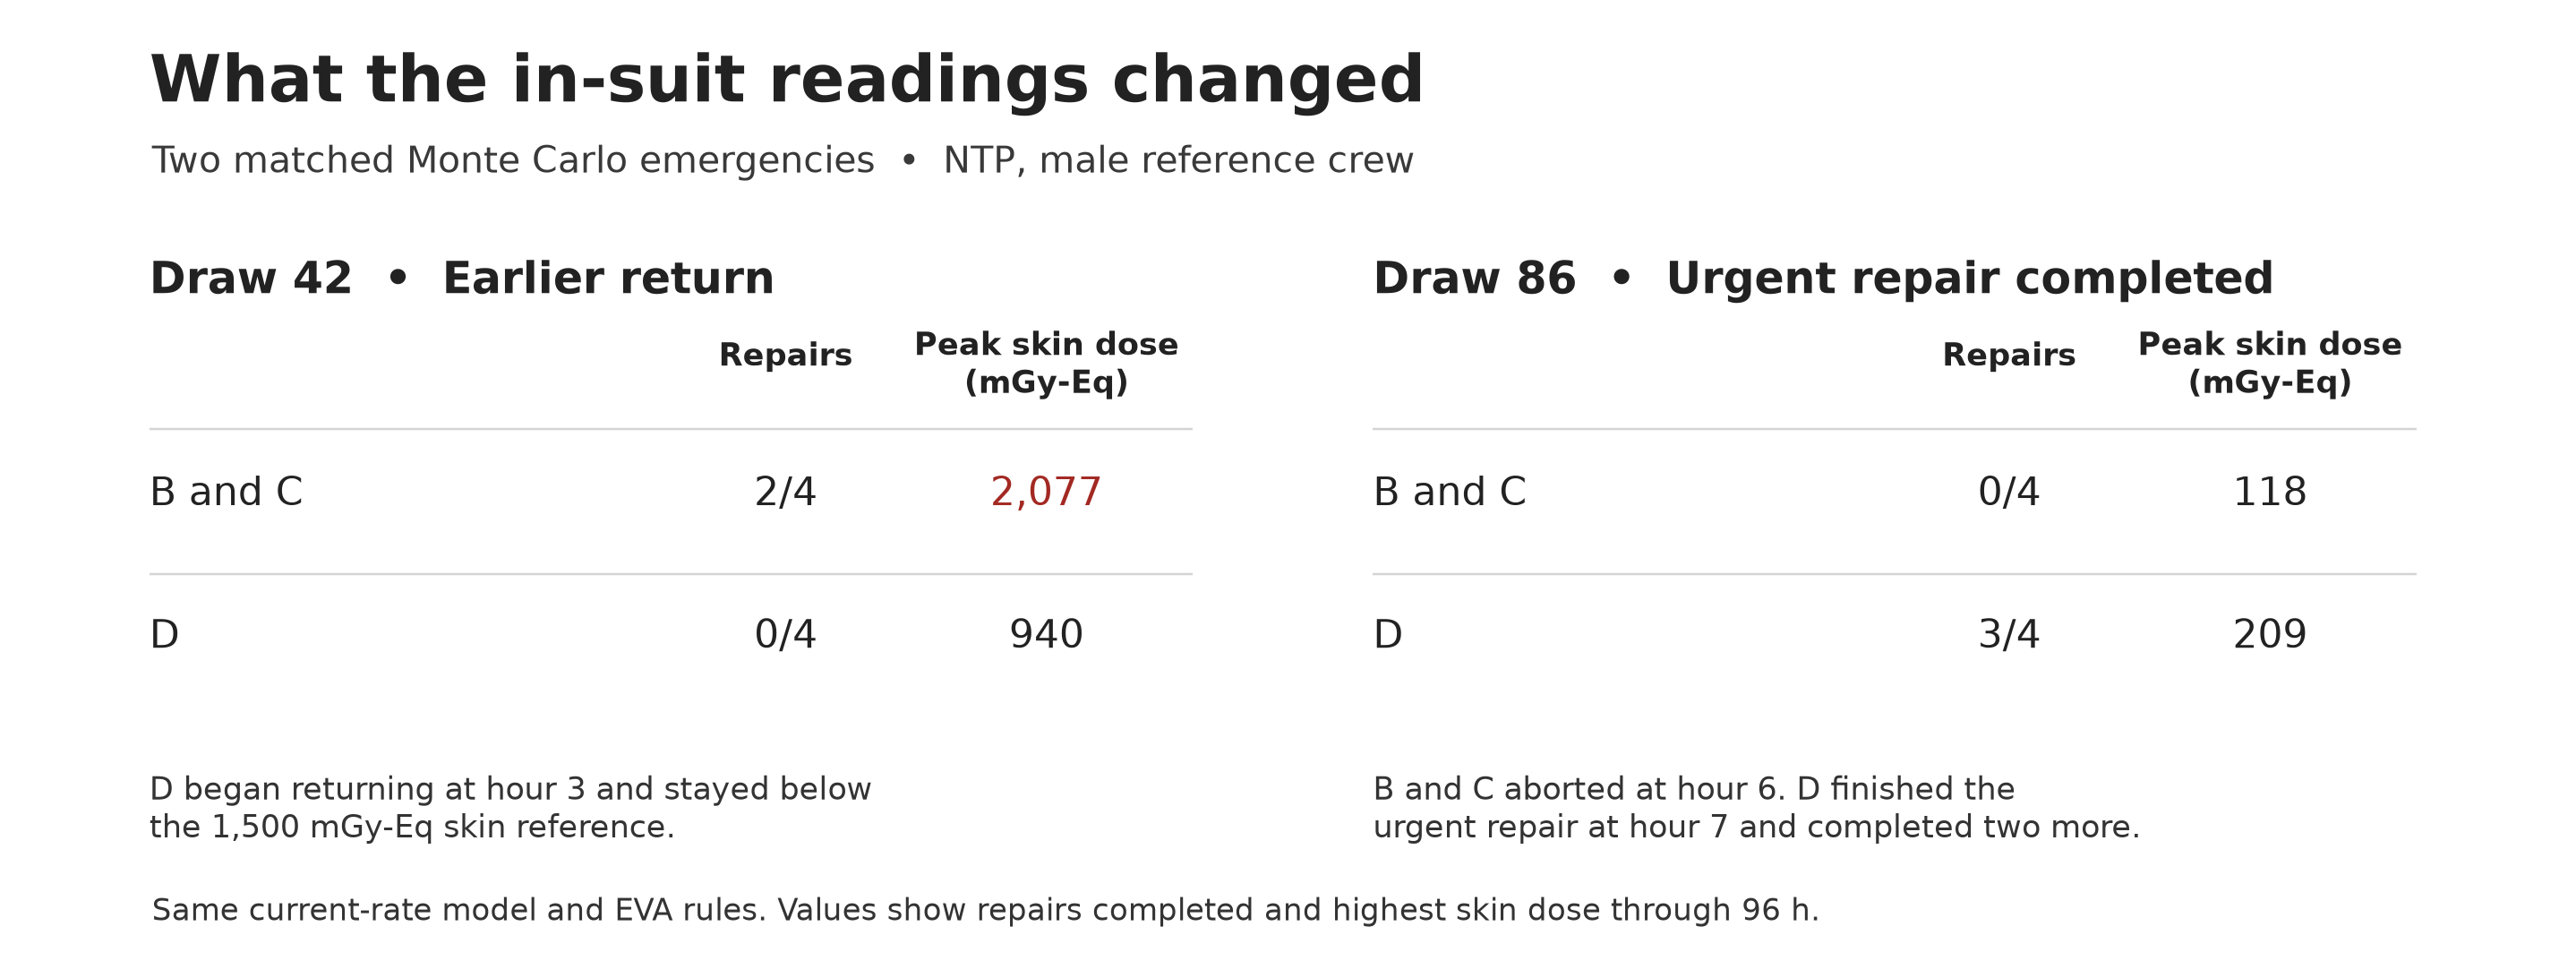 What the in-suit readings changed
Two matched Monte Carlo emergencies • NTP, male reference crew
Draw 42 • Earlier return
Repairs
Peak skin dose
(mGy-Eq)
B and C 2/4 2,077
D 0/4 940
D began returning at hour 3 and stayed below
the 1,500 mGy-Eq skin reference.
Draw 86 • Urgent repair completed
Repairs
Peak skin dose
(mGy-Eq)
B and C 0/4 118
D 3/4 209
B and C aborted at hour 6. D finished the
urgent repair at hour 7 and completed two more.
Same current-rate model and EVA rules. Values show repairs completed and highest skin dose through 96 h.